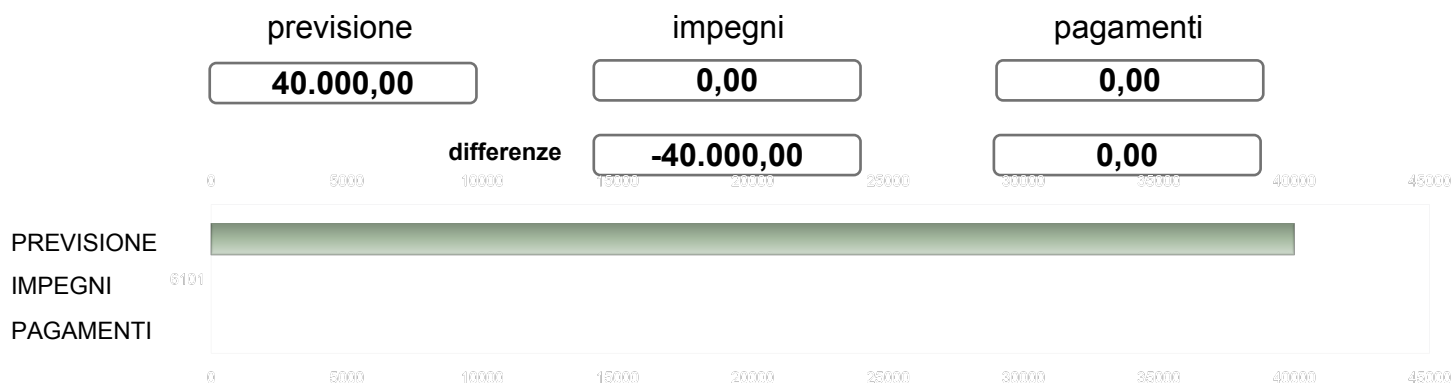 previsione impegni pagamenti
40.000,00 0,00 0,00
differenze -40.000,00 0,00
0 5000 10000 15000 20000 25000 30000 35000 40000 45000
PREVISIONE
6101
IMPEGNI
PAGAMENTI
0 5000 10000 15000 20000 25000 30000 35000 40000 45000